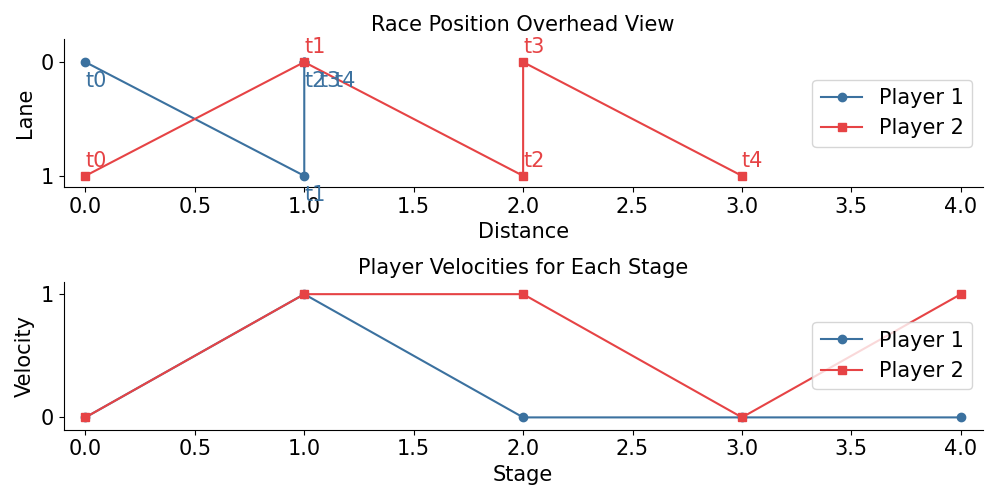 Race Position Overhead View
Lane
0
1
t0
t0
t1
t2
t3
t4
t1
t2
t3
t4
Player 1
Player 2
0.0 0.5 1.0 1.5 2.0 2.5 3.0 3.5 4.0
Distance
Player Velocities for Each Stage
Velocity
1
0
Player 1
Player 2
0.0 0.5 1.0 1.5 2.0 2.5 3.0 3.5 4.0
Stage